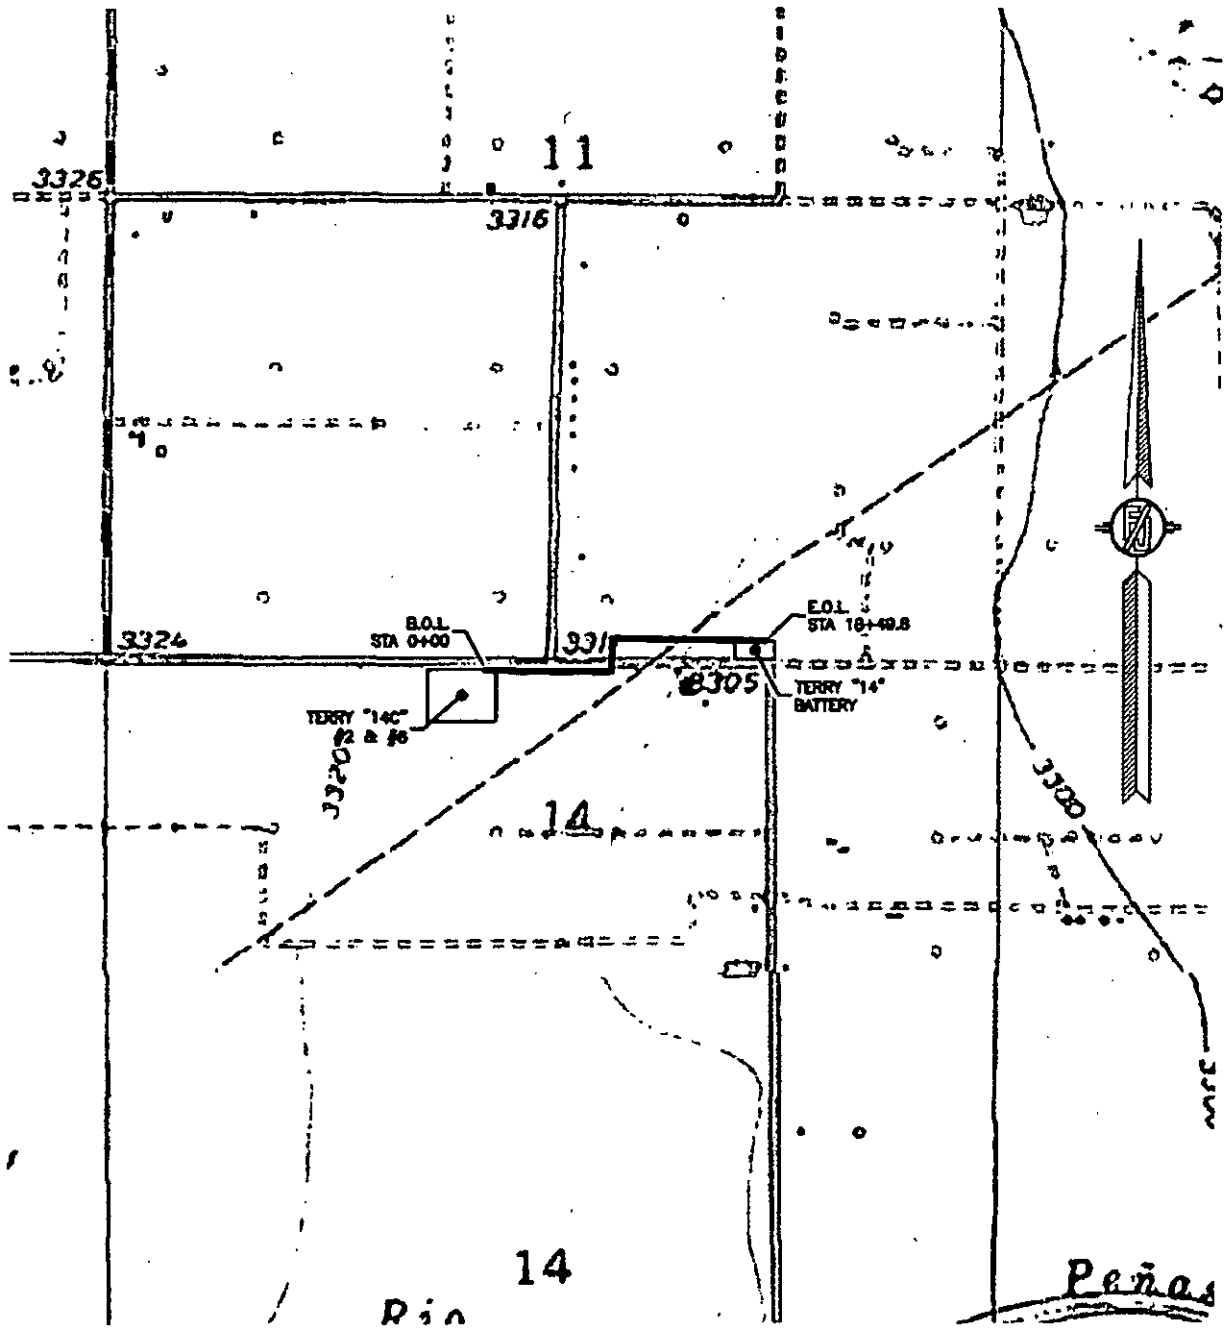 11
3326
3316
3324
B.O.L
STA 0+00
331
E.O.L
STA 18+49.8
3305
TERRY "14"
BATTERY
TERRY "14C"
#2 & #6
3320
3300
14
14
Peñas
Rio